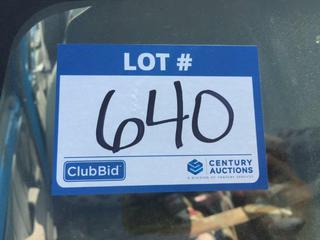 LOT #
640
ClubBid
CENTURY
AUCTIONS
A DIVISION OF CENTURY SERVICES